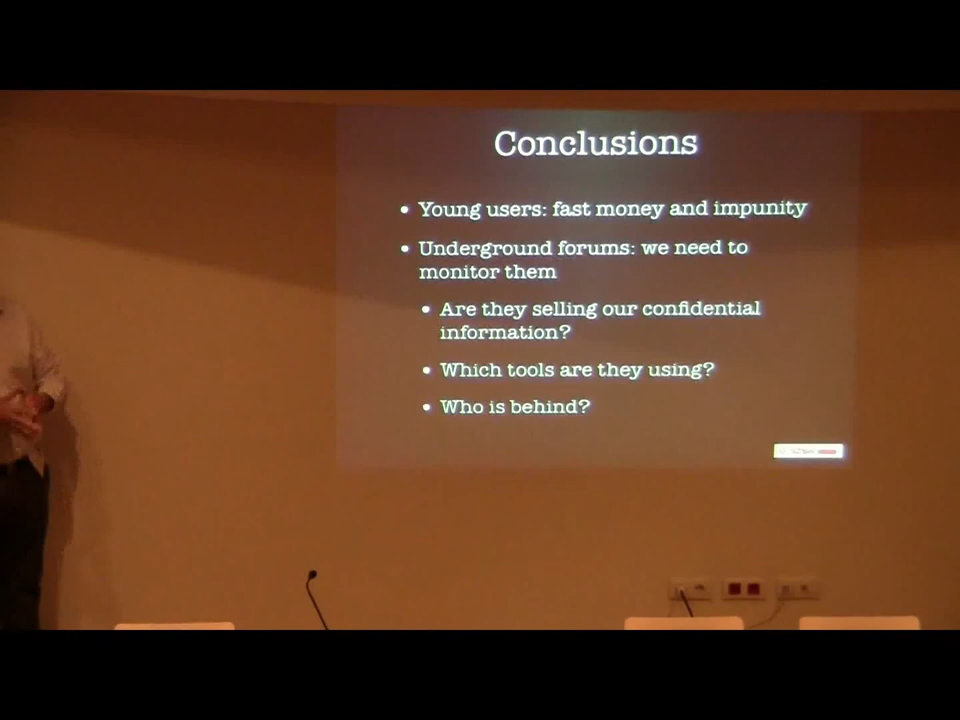 Conclusions
• Young users: fast money and impunity
• Underground forums: we need to
monitor them
• Are they selling our confidential
information?
• Which tools are they using?
• Who is behind?